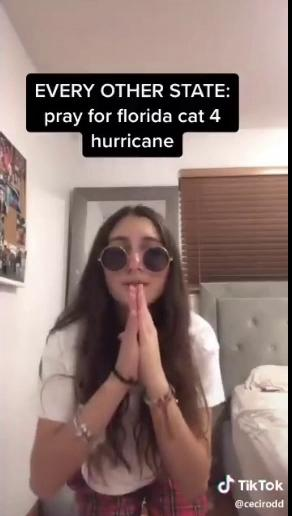 EVERY OTHER STATE:
pray for florida cat 4
hurricane
TikTok
@cecirodd